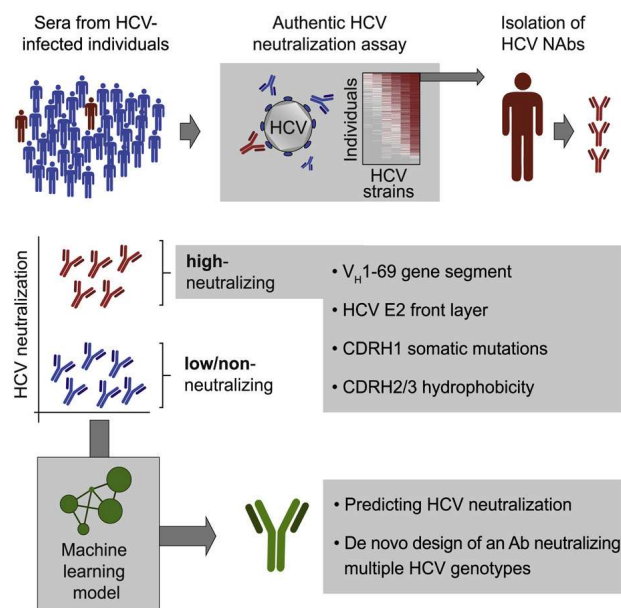 Sera from HCV-
infected individuals
Authentic HCV
neutralization assay
Isolation of
HCV NAbs
HCV
Individuals
HCV
strains
HCV neutralization
high-
neutralizing
low/non-
neutralizing
• VH1-69 gene segment
• HCV E2 front layer
• CDRH1 somatic mutations
• CDRH2/3 hydrophobicity
Machine
learning
model
• Predicting HCV neutralization
• De novo design of an Ab neutralizing
multiple HCV genotypes